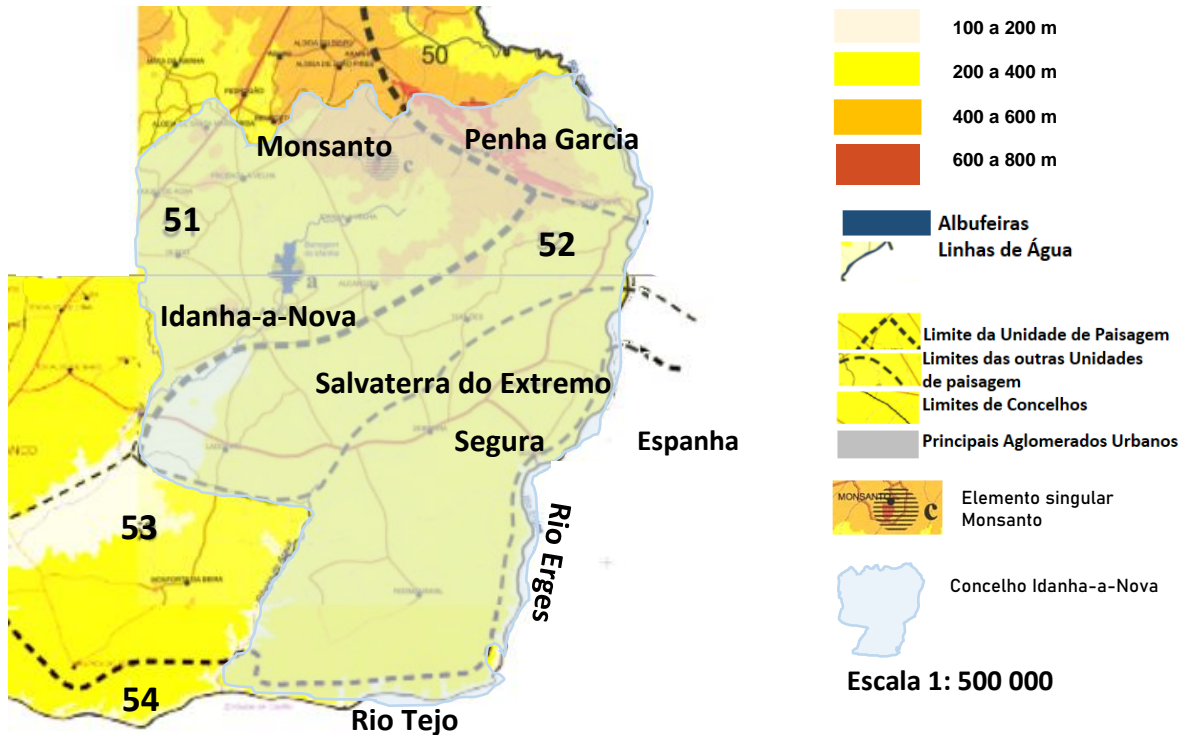 50
Monsanto
Penha Garcia
c
51
52
a
Idanha-a-Nova
Salvaterra do Extremo
Segura
Espanha
53
Rio Erges
MONFORTE DA BEIRA
54
Rio Tejo
100 a 200 m
200 a 400 m
400 a 600 m
600 a 800 m
Albufeiras
Linhas de Água
Limite da Unidade de Paisagem
Limites das outras Unidades
de paisagem
Limites de Concelhos
Principais Aglomerados Urbanos
MONSANTO
c
Elemento singular
Monsanto
Concelho Idanha-a-Nova
Escala 1: 500 000